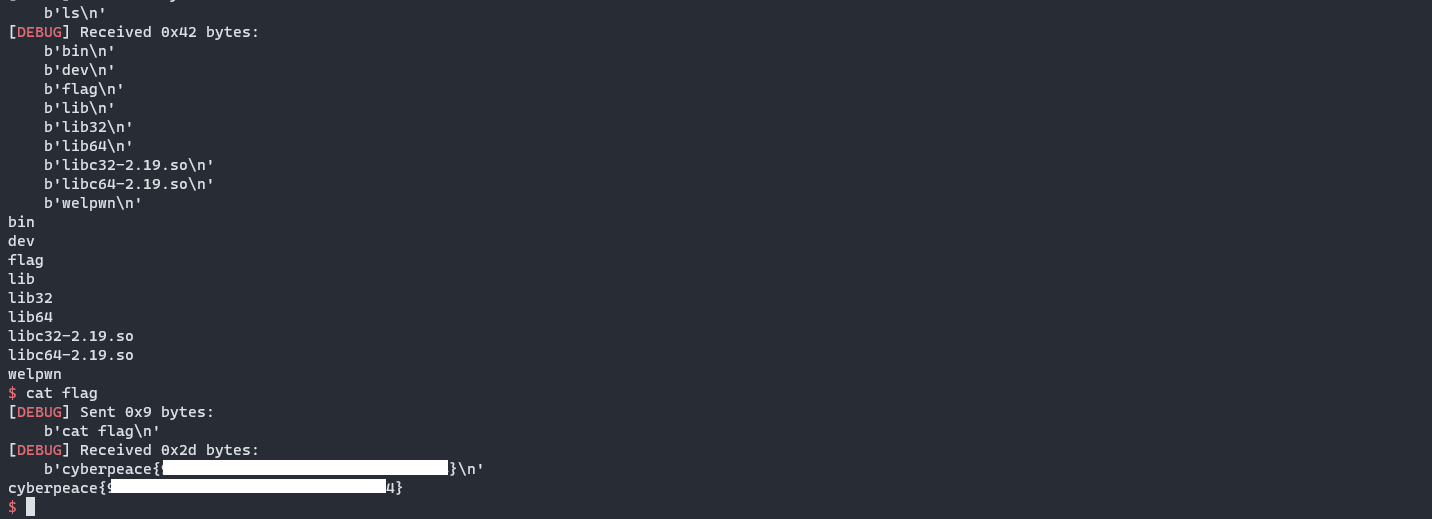 b'ls\n'
[DEBUG] Received 0x42 bytes:
b'bin\n'
b'dev\n'
b'flag\n'
b'lib\n'
b'lib32\n'
b'lib64\n'
b'libc32-2.19.so\n'
b'libc64-2.19.so\n'
b'welpwn\n'
bin
dev
flag
lib
lib32
lib64
libc32-2.19.so
libc64-2.19.so
welpwn
$ cat flag
[DEBUG] Sent 0x9 bytes:
b'cat flag\n'
[DEBUG] Received 0x2d bytes:
b'cyberpeace{}\n'
cyberpeace{4}
$